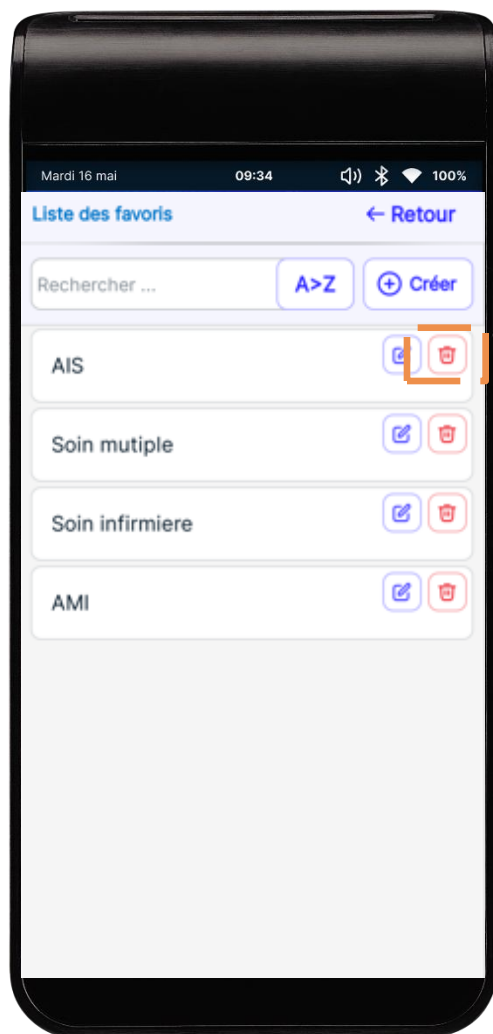 Mardi 16 mai 09:34 100%
Liste des favoris ← Retour
Rechercher ... A>Z Créer
AIS
Soin mutiple
Soin infirmiere
AMI